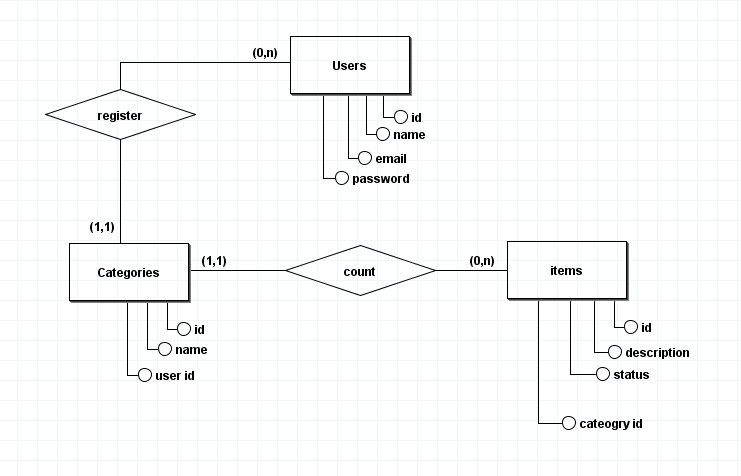 (0,n)
Users
register
id
name
email
password
(1,1)
Categories
(1,1)
count
(0,n)
items
id
name
user id
id
description
status
cateogry id